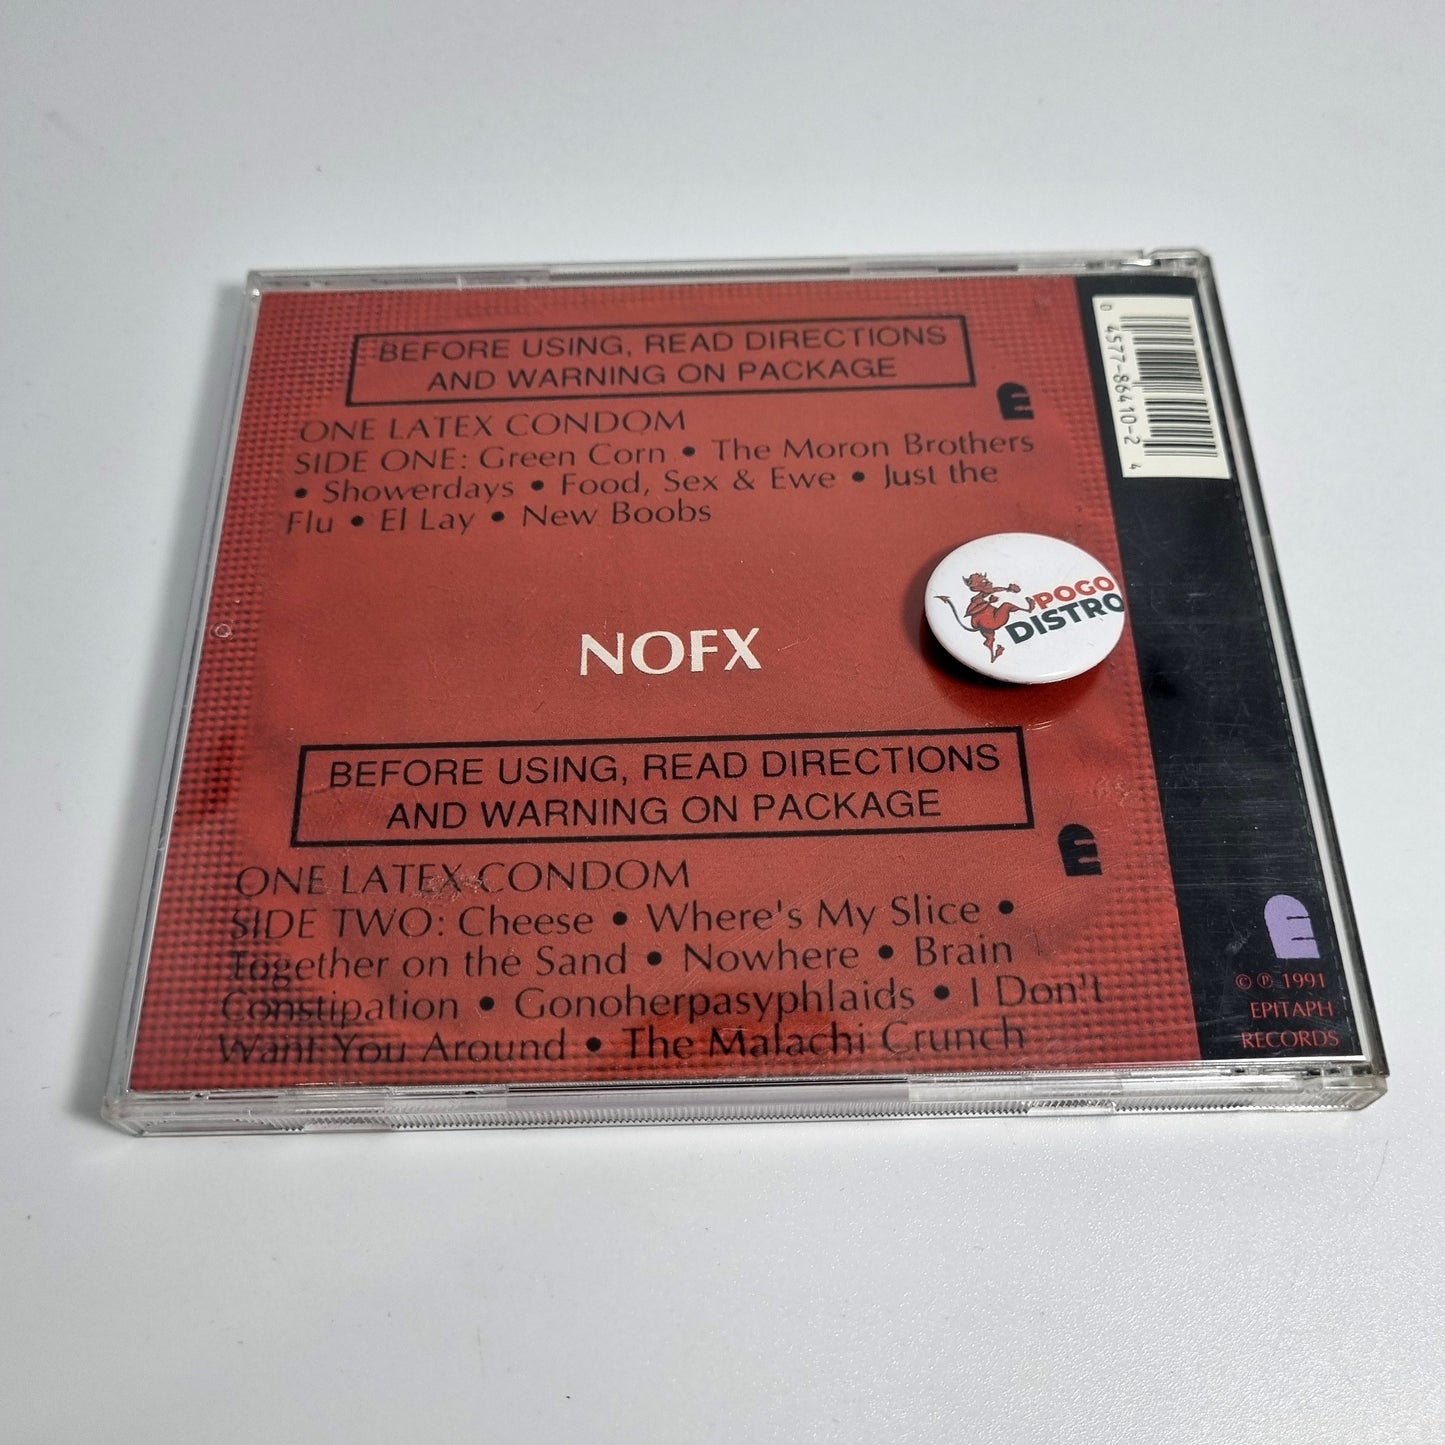 BEFORE USING, READ DIRECTIONS
AND WARNING ON PACKAGE
ONE LATEX CONDOM
SIDE ONE: Green Corn • The Moron Brothers
• Showerdays • Food, Sex & Ewe • Just the
Flu • El Lay • New Boobs
NOFX
POGO
DISTRO
BEFORE USING, READ DIRECTIONS
AND WARNING ON PACKAGE
ONE LATEX CONDOM
SIDE TWO: Cheese • Where's My Slice •
Together on the Sand • Nowhere • Brain
Constipation • Gonoherpasyphlaids • I Don't
Want You Around • The Malachi Crunch
0 4577-86410-2 4
© ℗ 1991
EPITAPH
RECORDS